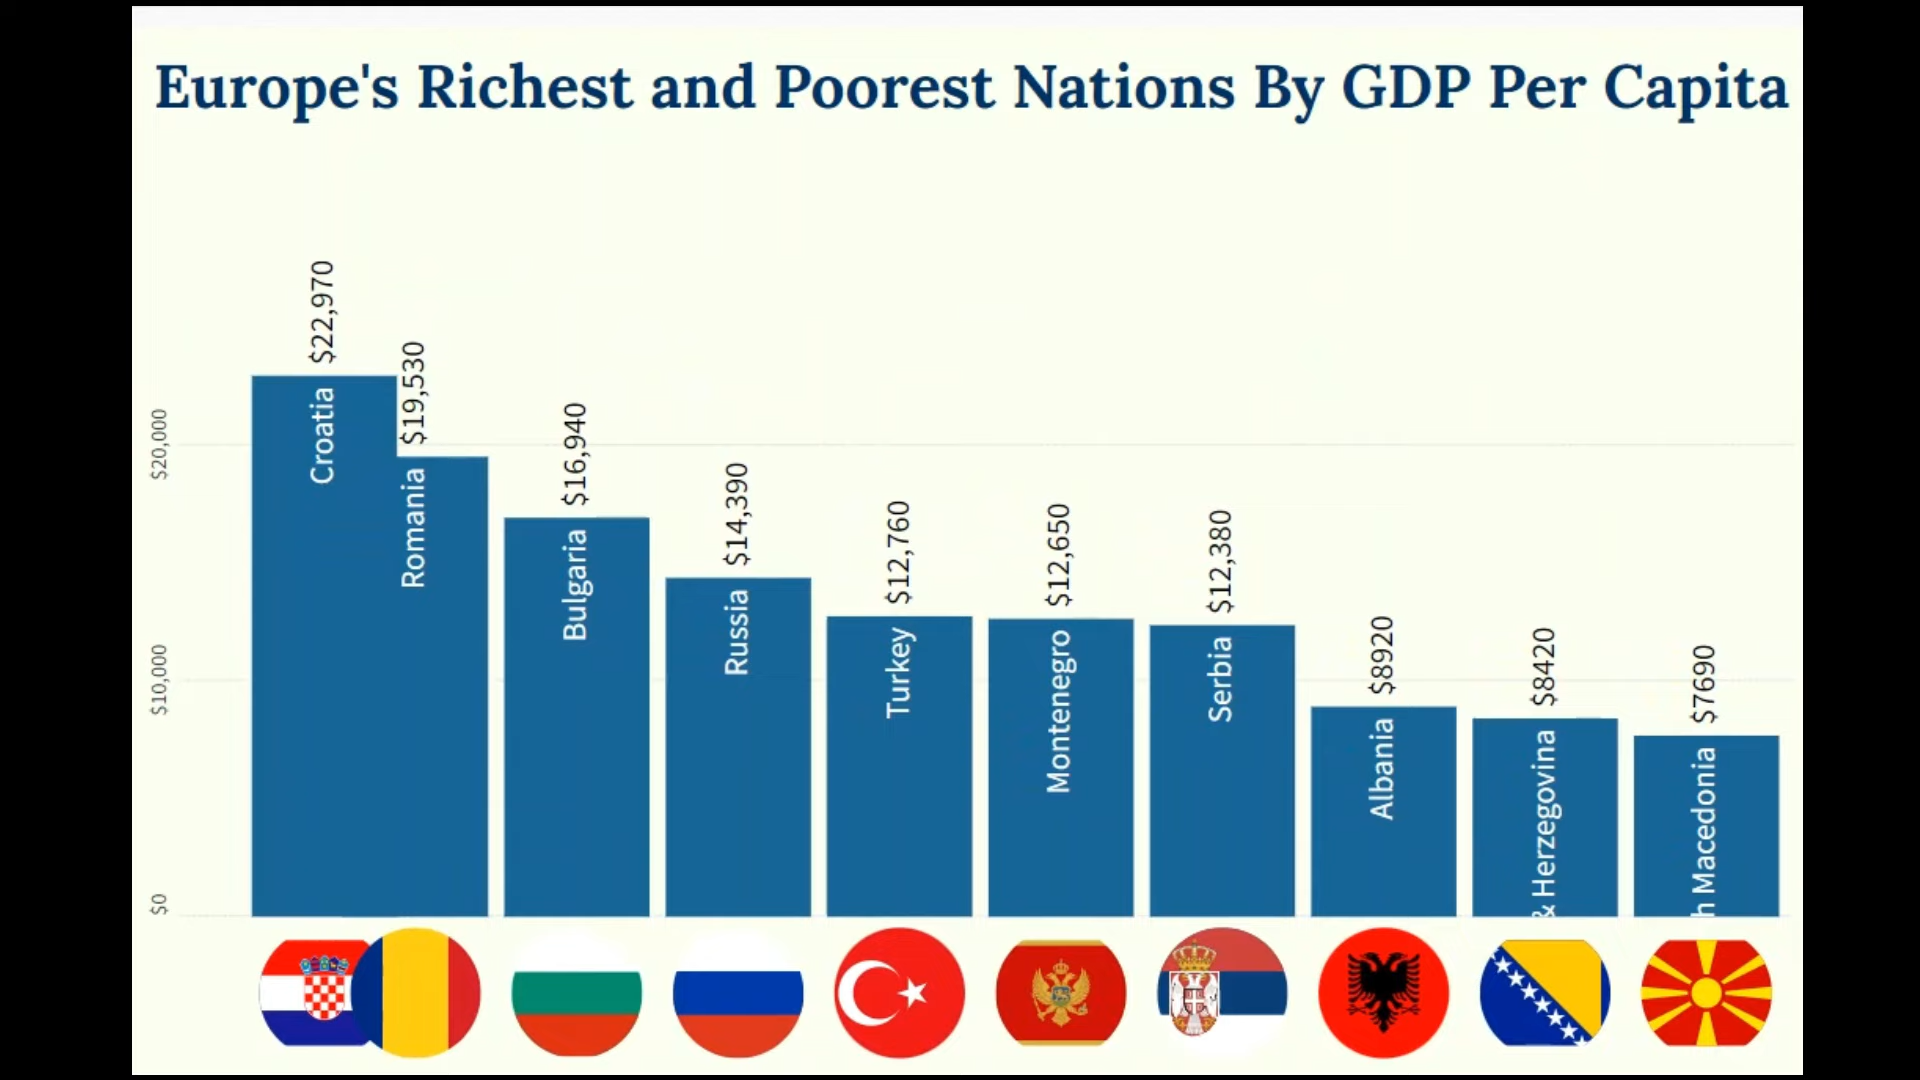 Europe's Richest and Poorest Nations By GDP Per Capita
$20,000
$10,000
$0
Croatia $22,970
Romania $19,530
Bulgaria $16,940
Russia $14,390
Turkey $12,760
Montenegro $12,650
Serbia $12,380
Albania $8920
& Herzegovina $8420
h Macedonia $7690